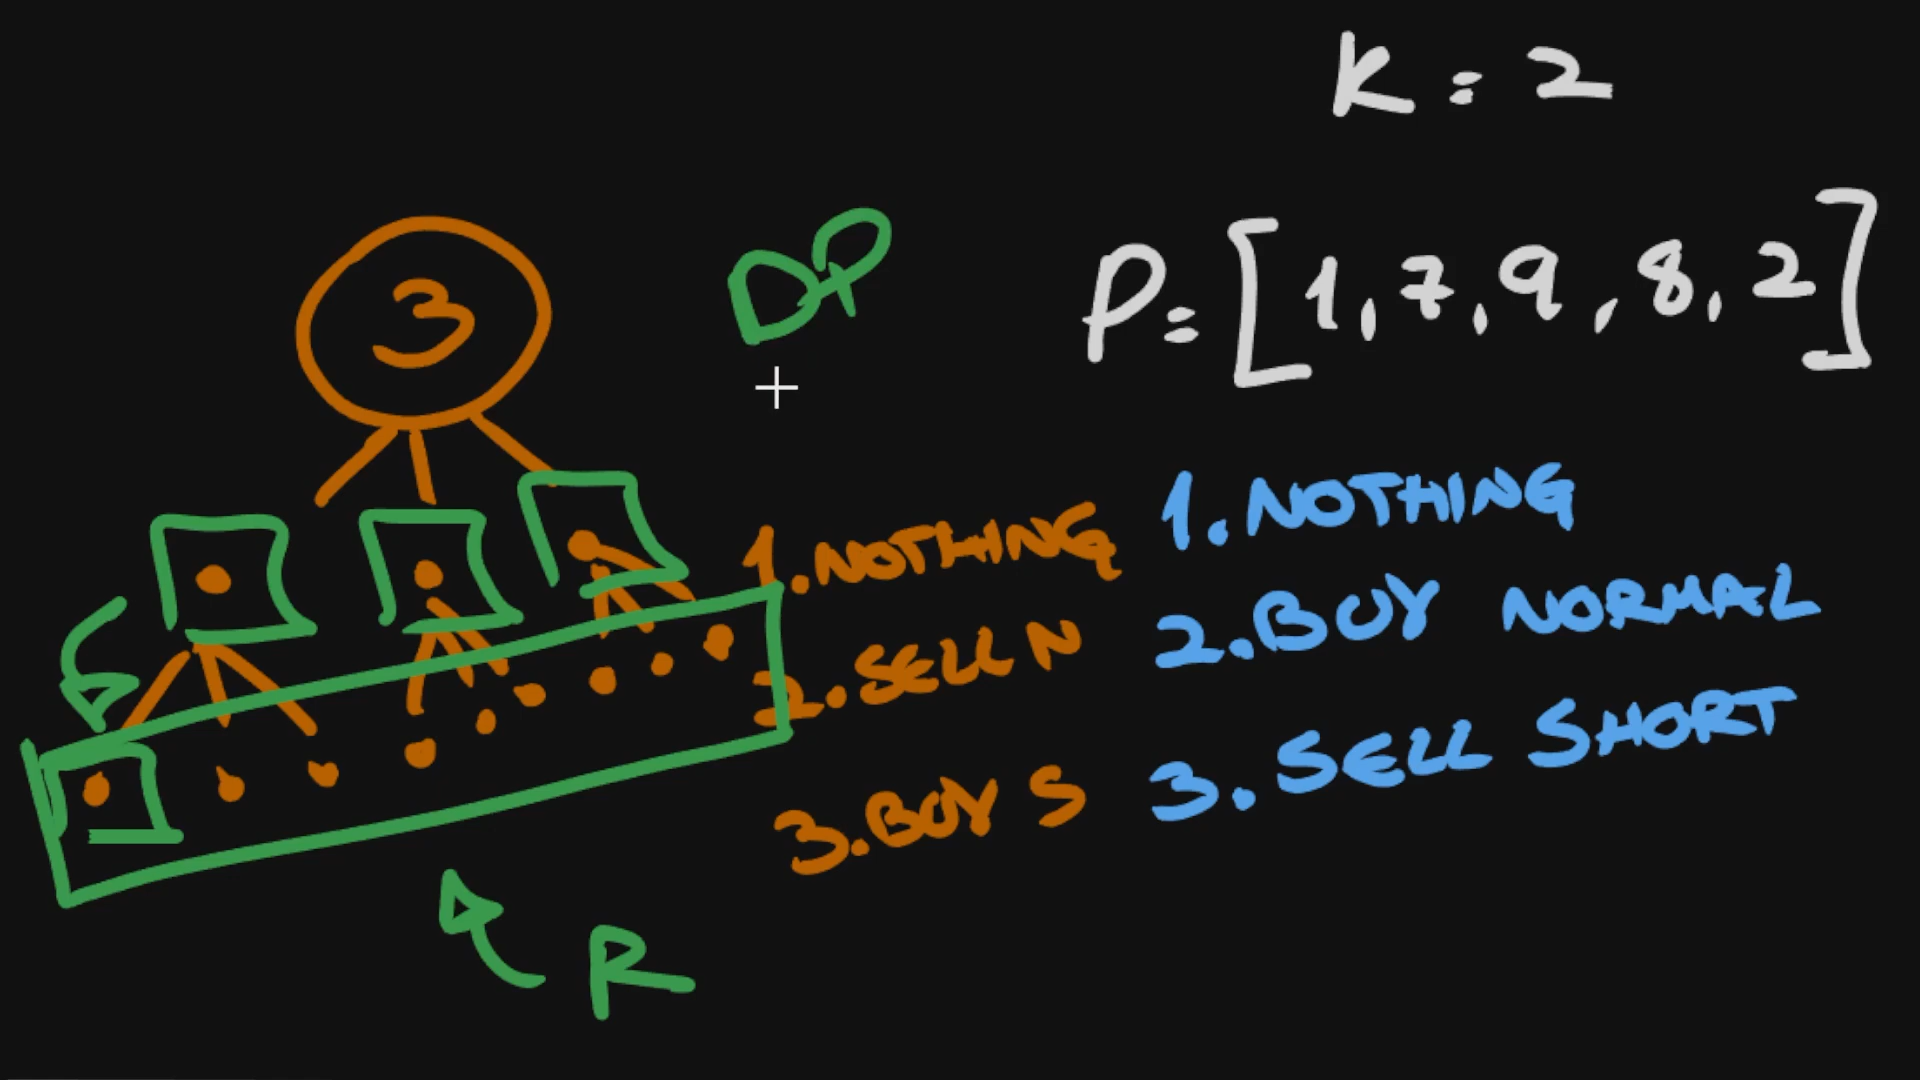 K = 2
P = [1, 7, 9, 8, 2]
3
DP
1. NOTHING
2. SELL N
3. BUY S
1. NOTHING
2. BUY NORMAL
3. SELL SHORT
R